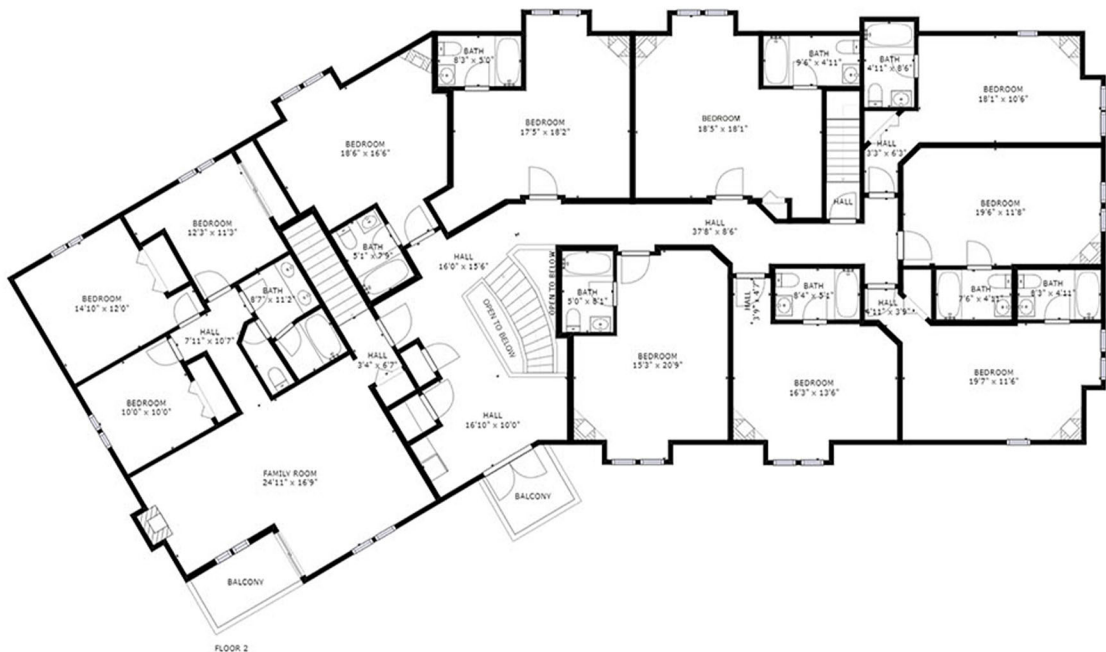 BATH
8'3" x 5'0"
BATH
9'6" x 4'11"
BATH
4'11" x 8'6"
BEDROOM
18'1" x 10'6"
BEDROOM
17'5" x 18'2"
BEDROOM
18'5" x 18'1"
BEDROOM
18'6" x 16'6"
HALL
3'3" x 6'3"
HALL
BEDROOM
19'6" x 11'8"
BEDROOM
12'3" x 11'3"
HALL
37'8" x 8'6"
BATH
5'1" x 7'9"
HALL
16'0" x 15'6"
OPEN TO BELOW
OPEN TO BELOW
BATH
5'0" x 8'1"
HALL
3'9" x 4'7"
BATH
8'4" x 5'1"
HALL
4'11" x 3'9"
BATH
7'6" x 4'11"
BATH
8'3" x 4'11"
BEDROOM
14'10" x 12'0"
BATH
8'7" x 11'2"
HALL
7'11" x 10'7"
HALL
3'4" x 6'7"
BEDROOM
15'3" x 20'9"
BEDROOM
16'3" x 13'6"
BEDROOM
19'7" x 11'6"
BEDROOM
10'0" x 10'0"
HALL
16'10" x 10'0"
FAMILY ROOM
24'11" x 16'9"
BALCONY
BALCONY
FLOOR 2